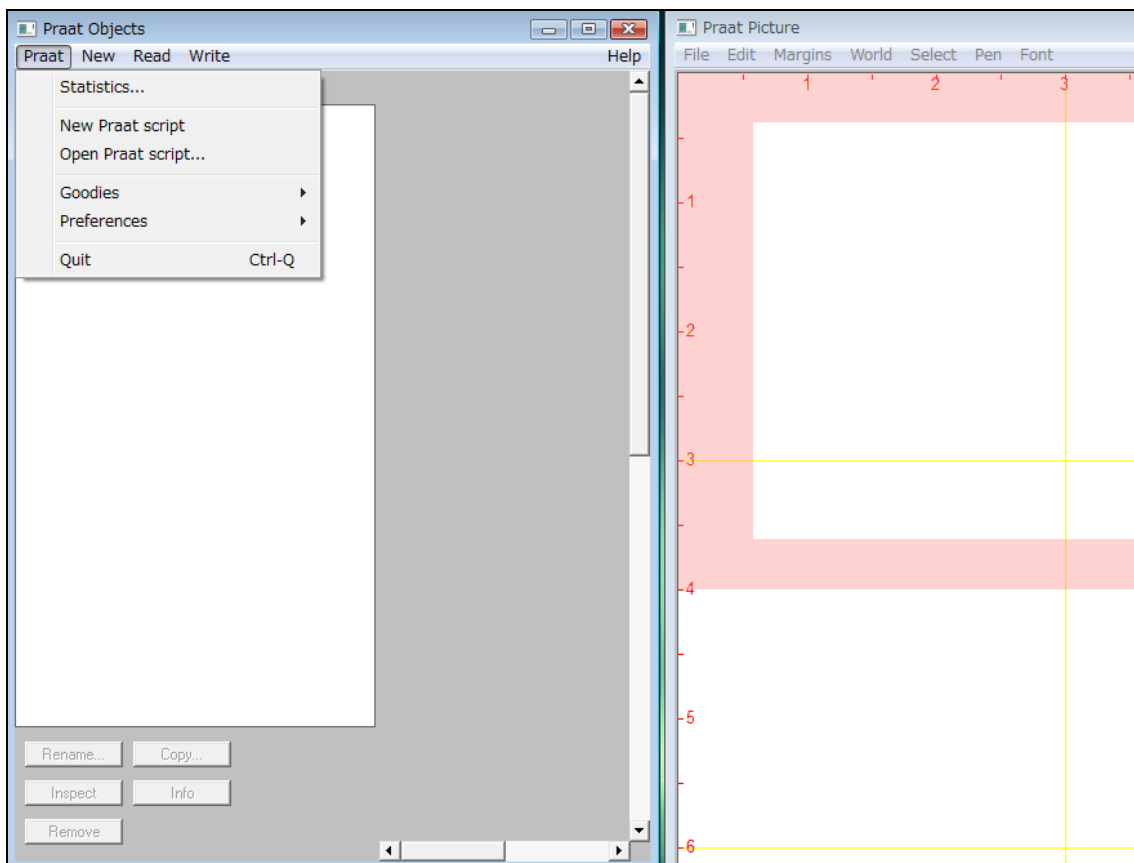 Praat Objects
Praat New Read Write Help
Statistics...
New Praat script
Open Praat script...
Goodies
Preferences
Quit Ctrl-Q
Rename... Copy...
Inspect Info
Remove
Praat Picture
File Edit Margins World Select Pen Font
1 2 3
1
2
3
4
5
6